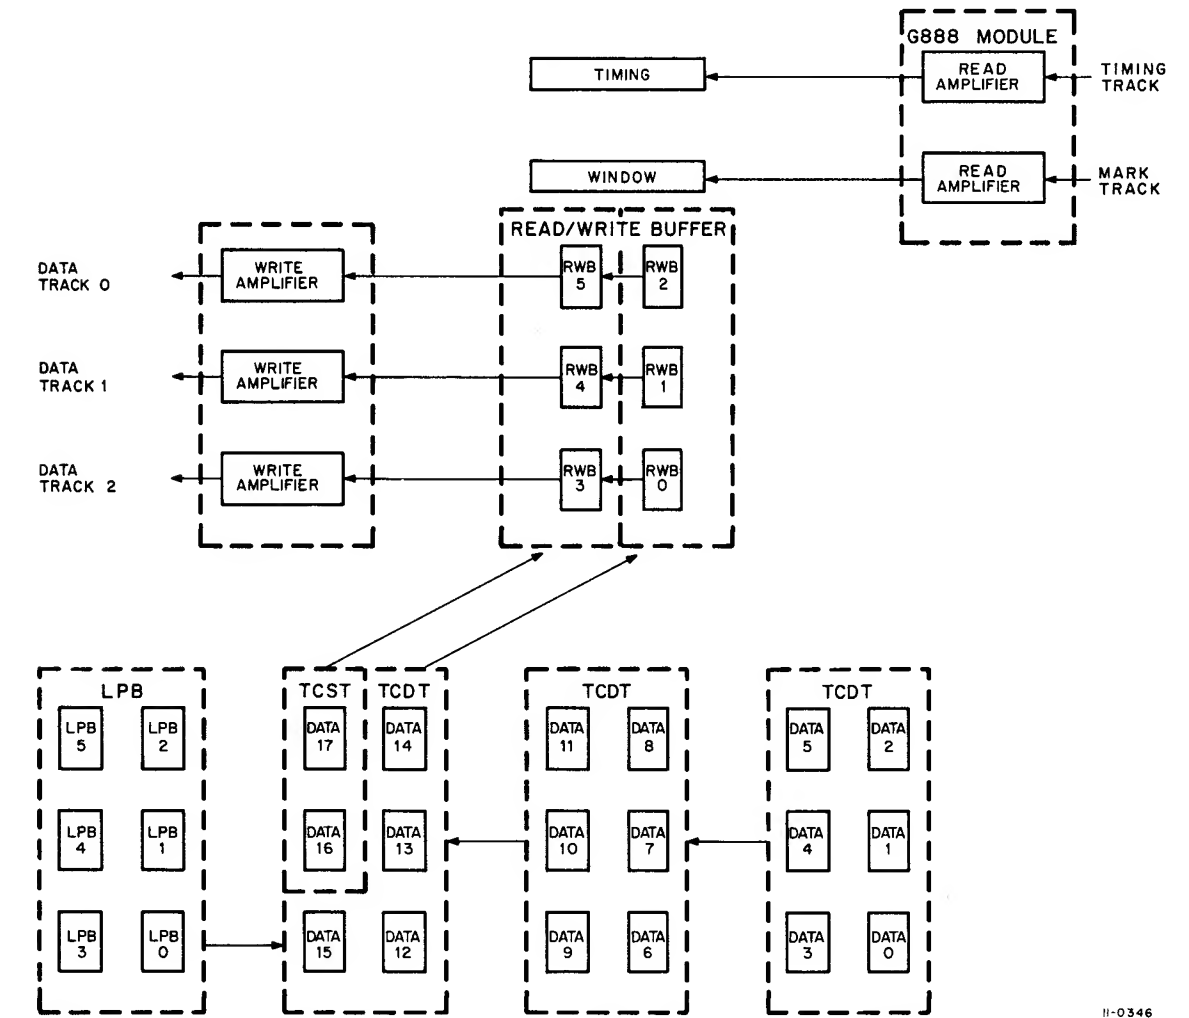 G888 MODULE
TIMING
READ
AMPLIFIER
TIMING
TRACK
WINDOW
READ
AMPLIFIER
MARK
TRACK
READ/WRITE BUFFER
DATA
TRACK 0
WRITE
AMPLIFIER
RWB
5
RWB
2
DATA
TRACK 1
WRITE
AMPLIFIER
RWB
4
RWB
1
DATA
TRACK 2
WRITE
AMPLIFIER
RWB
3
RWB
0
LPB
LPB
5
LPB
2
LPB
4
LPB
1
LPB
3
LPB
0
TCST
TCDT
DATA
17
DATA
14
DATA
16
DATA
13
DATA
15
DATA
12
TCDT
DATA
11
DATA
8
DATA
10
DATA
7
DATA
9
DATA
6
TCDT
DATA
5
DATA
2
DATA
4
DATA
1
DATA
3
DATA
0
11-0346